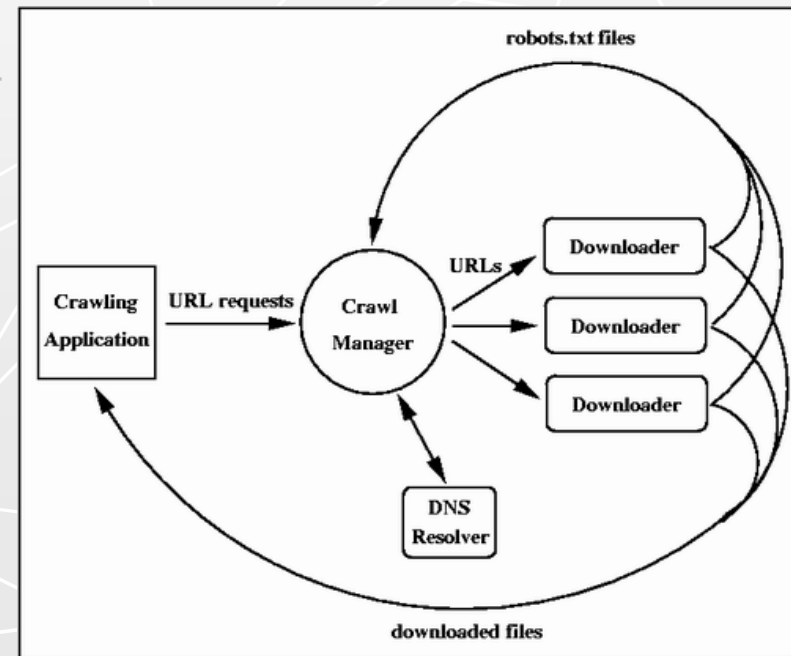 robots.txt files
Downloader
URLs
Crawling
Application
URL requests
Crawl
Manager
Downloader
Downloader
DNS
Resolver
downloaded files